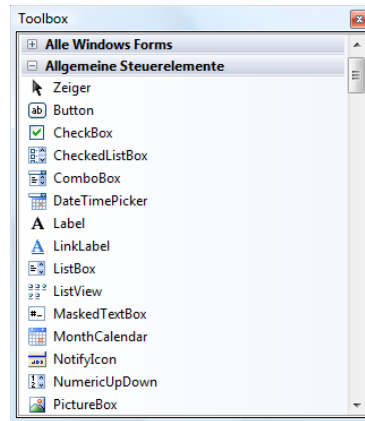 Toolbox
Alle Windows Forms
Allgemeine Steuerelemente
Zeiger
Button
CheckBox
CheckedListBox
ComboBox
DateTimePicker
Label
LinkLabel
ListBox
ListView
MaskedTextBox
MonthCalendar
NotifyIcon
NumericUpDown
PictureBox